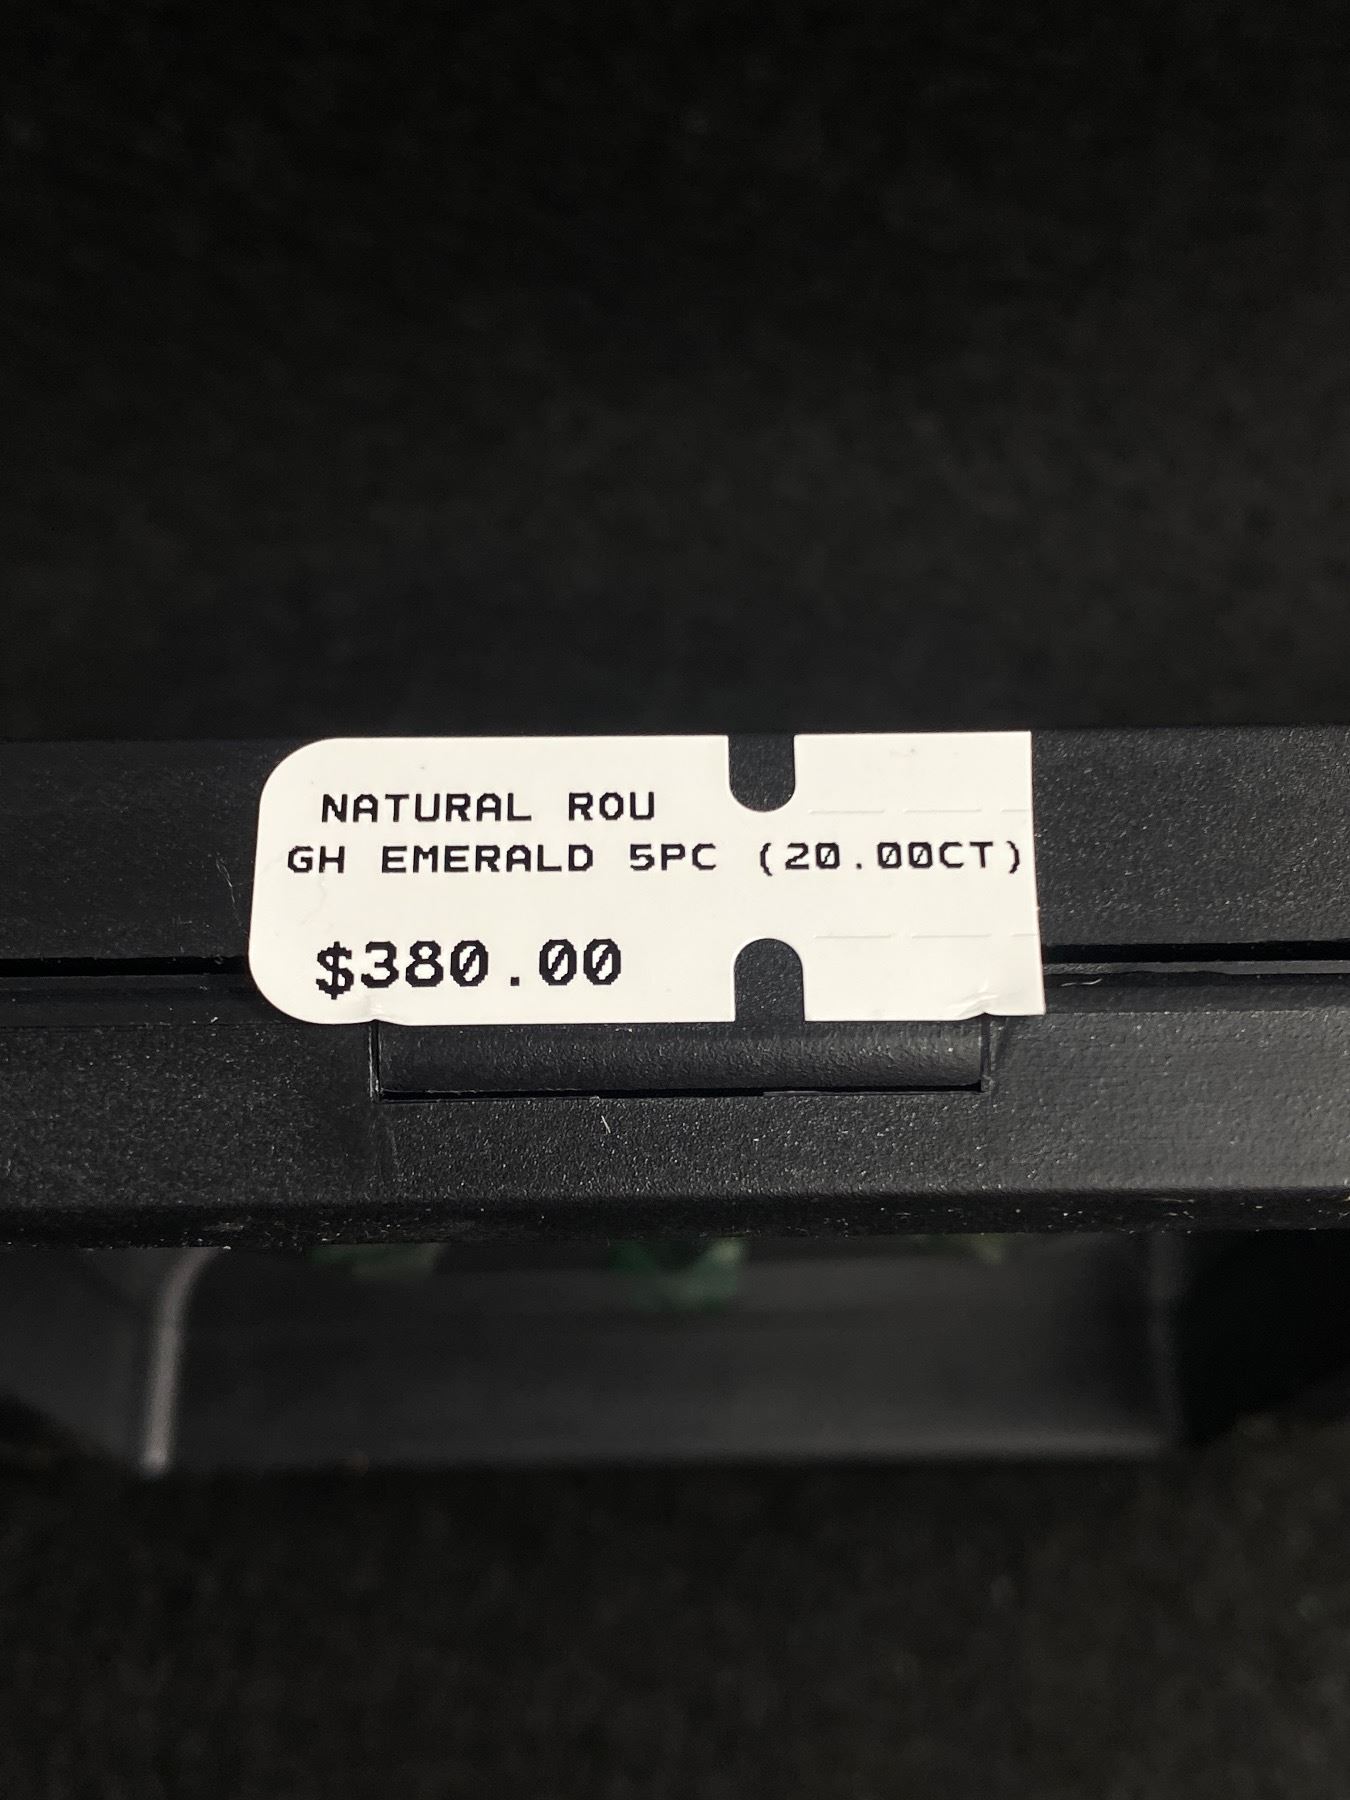 NATURAL ROU
GH EMERALD 5PC (20.00CT)
$380.00